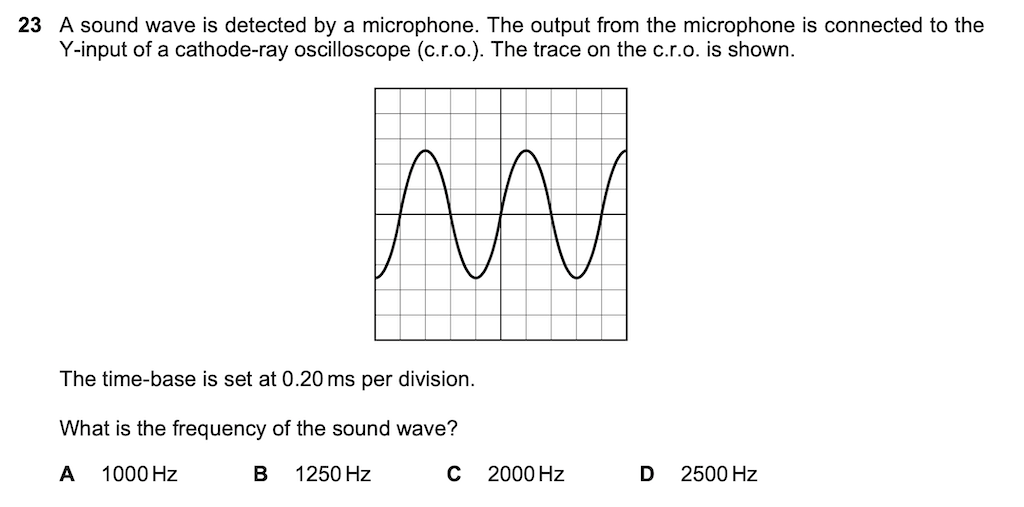 23 A sound wave is detected by a microphone. The output from the microphone is connected to the
Y-input of a cathode-ray oscilloscope (c.r.o.). The trace on the c.r.o. is shown.
The time-base is set at 0.20 ms per division.
What is the frequency of the sound wave?
A 1000 Hz B 1250 Hz C 2000 Hz D 2500 Hz